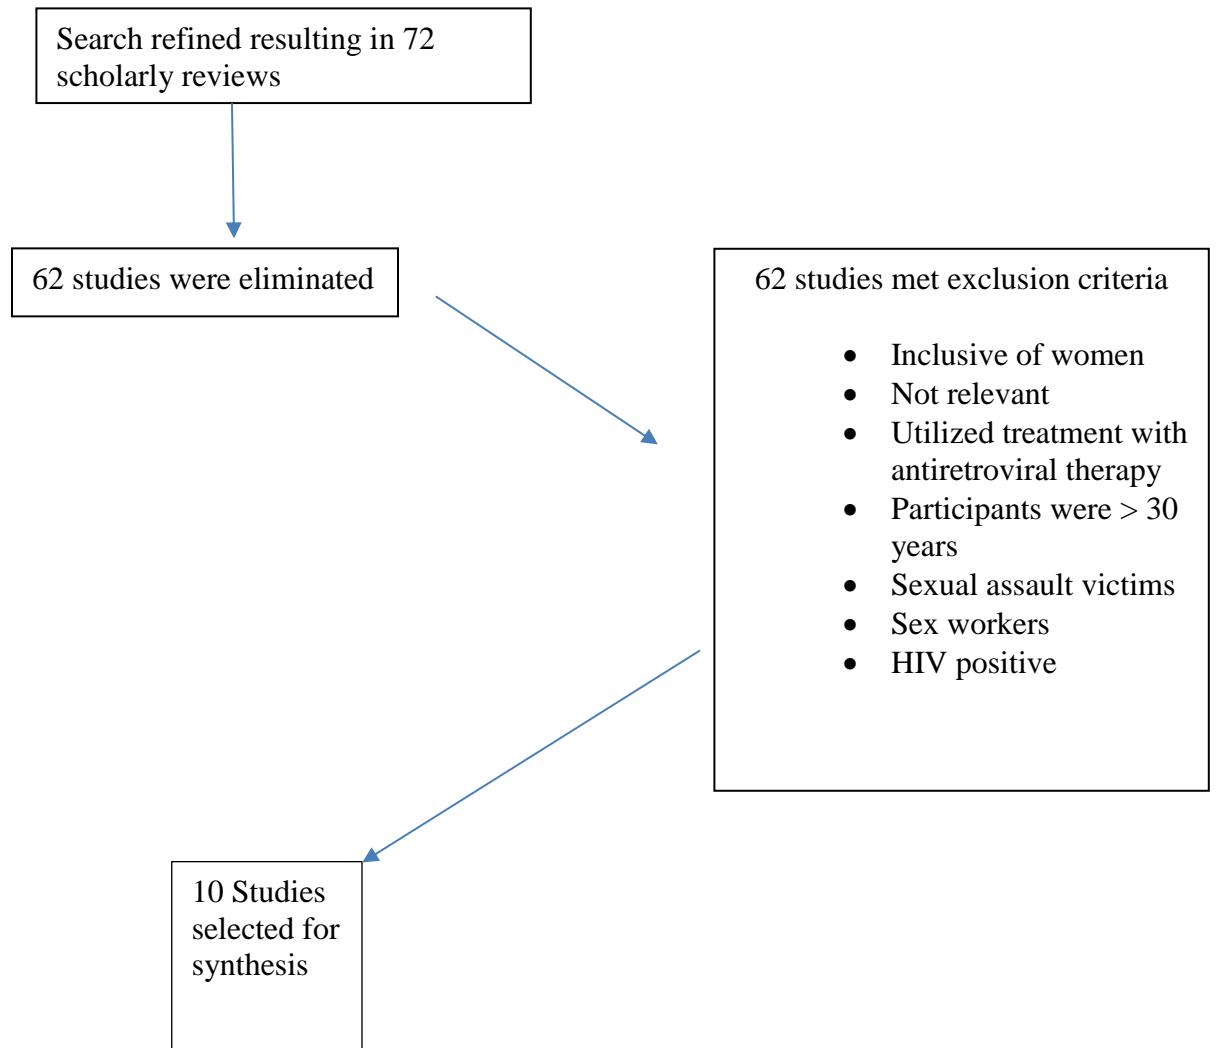 Search refined resulting in 72
scholarly reviews
62 studies were eliminated
62 studies met exclusion criteria
• Inclusive of women
• Not relevant
• Utilized treatment with
antiretroviral therapy
• Participants were > 30
years
• Sexual assault victims
• Sex workers
• HIV positive
10 Studies
selected for
synthesis